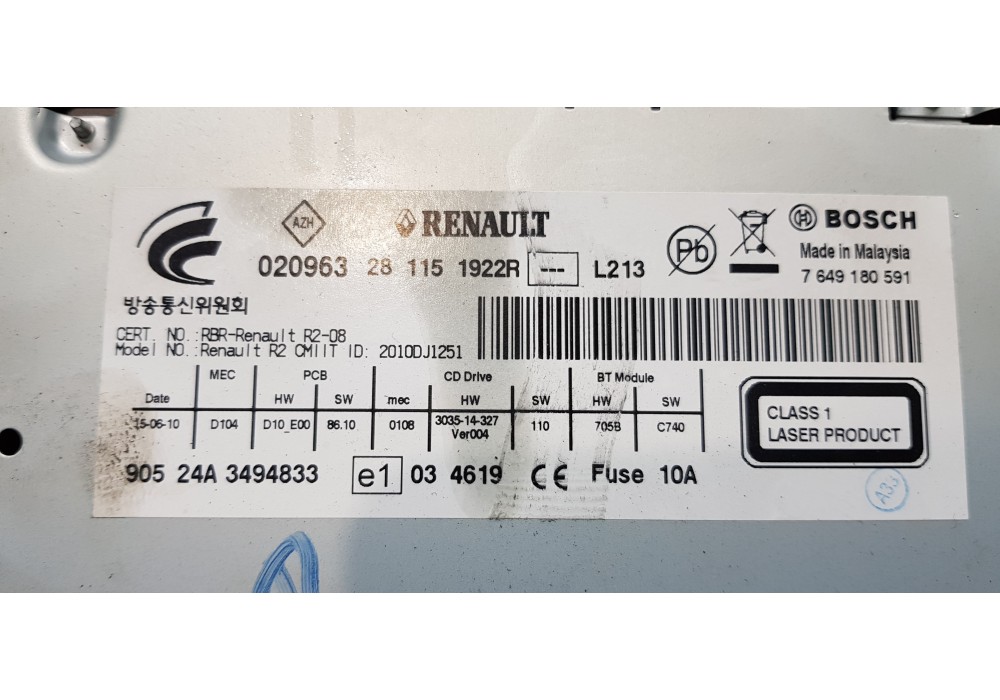 AZH RENAULT Pb BOSCH
Made in Malaysia
020963 28 115 1922R --- L213 7 649 180 591
방송통신위원회
CERT. NO.:RBR-Renault R2-08
Model NO.:Renault R2 CMIIT ID: 2010DJ1251
MEC PCB CD Drive BT Module
Date HW SW mec HW SW HW SW
15-06-10 D104 D10_E00 86.10 0108 3035-14-327 110 705B C740
Ver004
CLASS 1
LASER PRODUCT
905 24A 3494833 e1 03 4619 CE Fuse 10A
A33